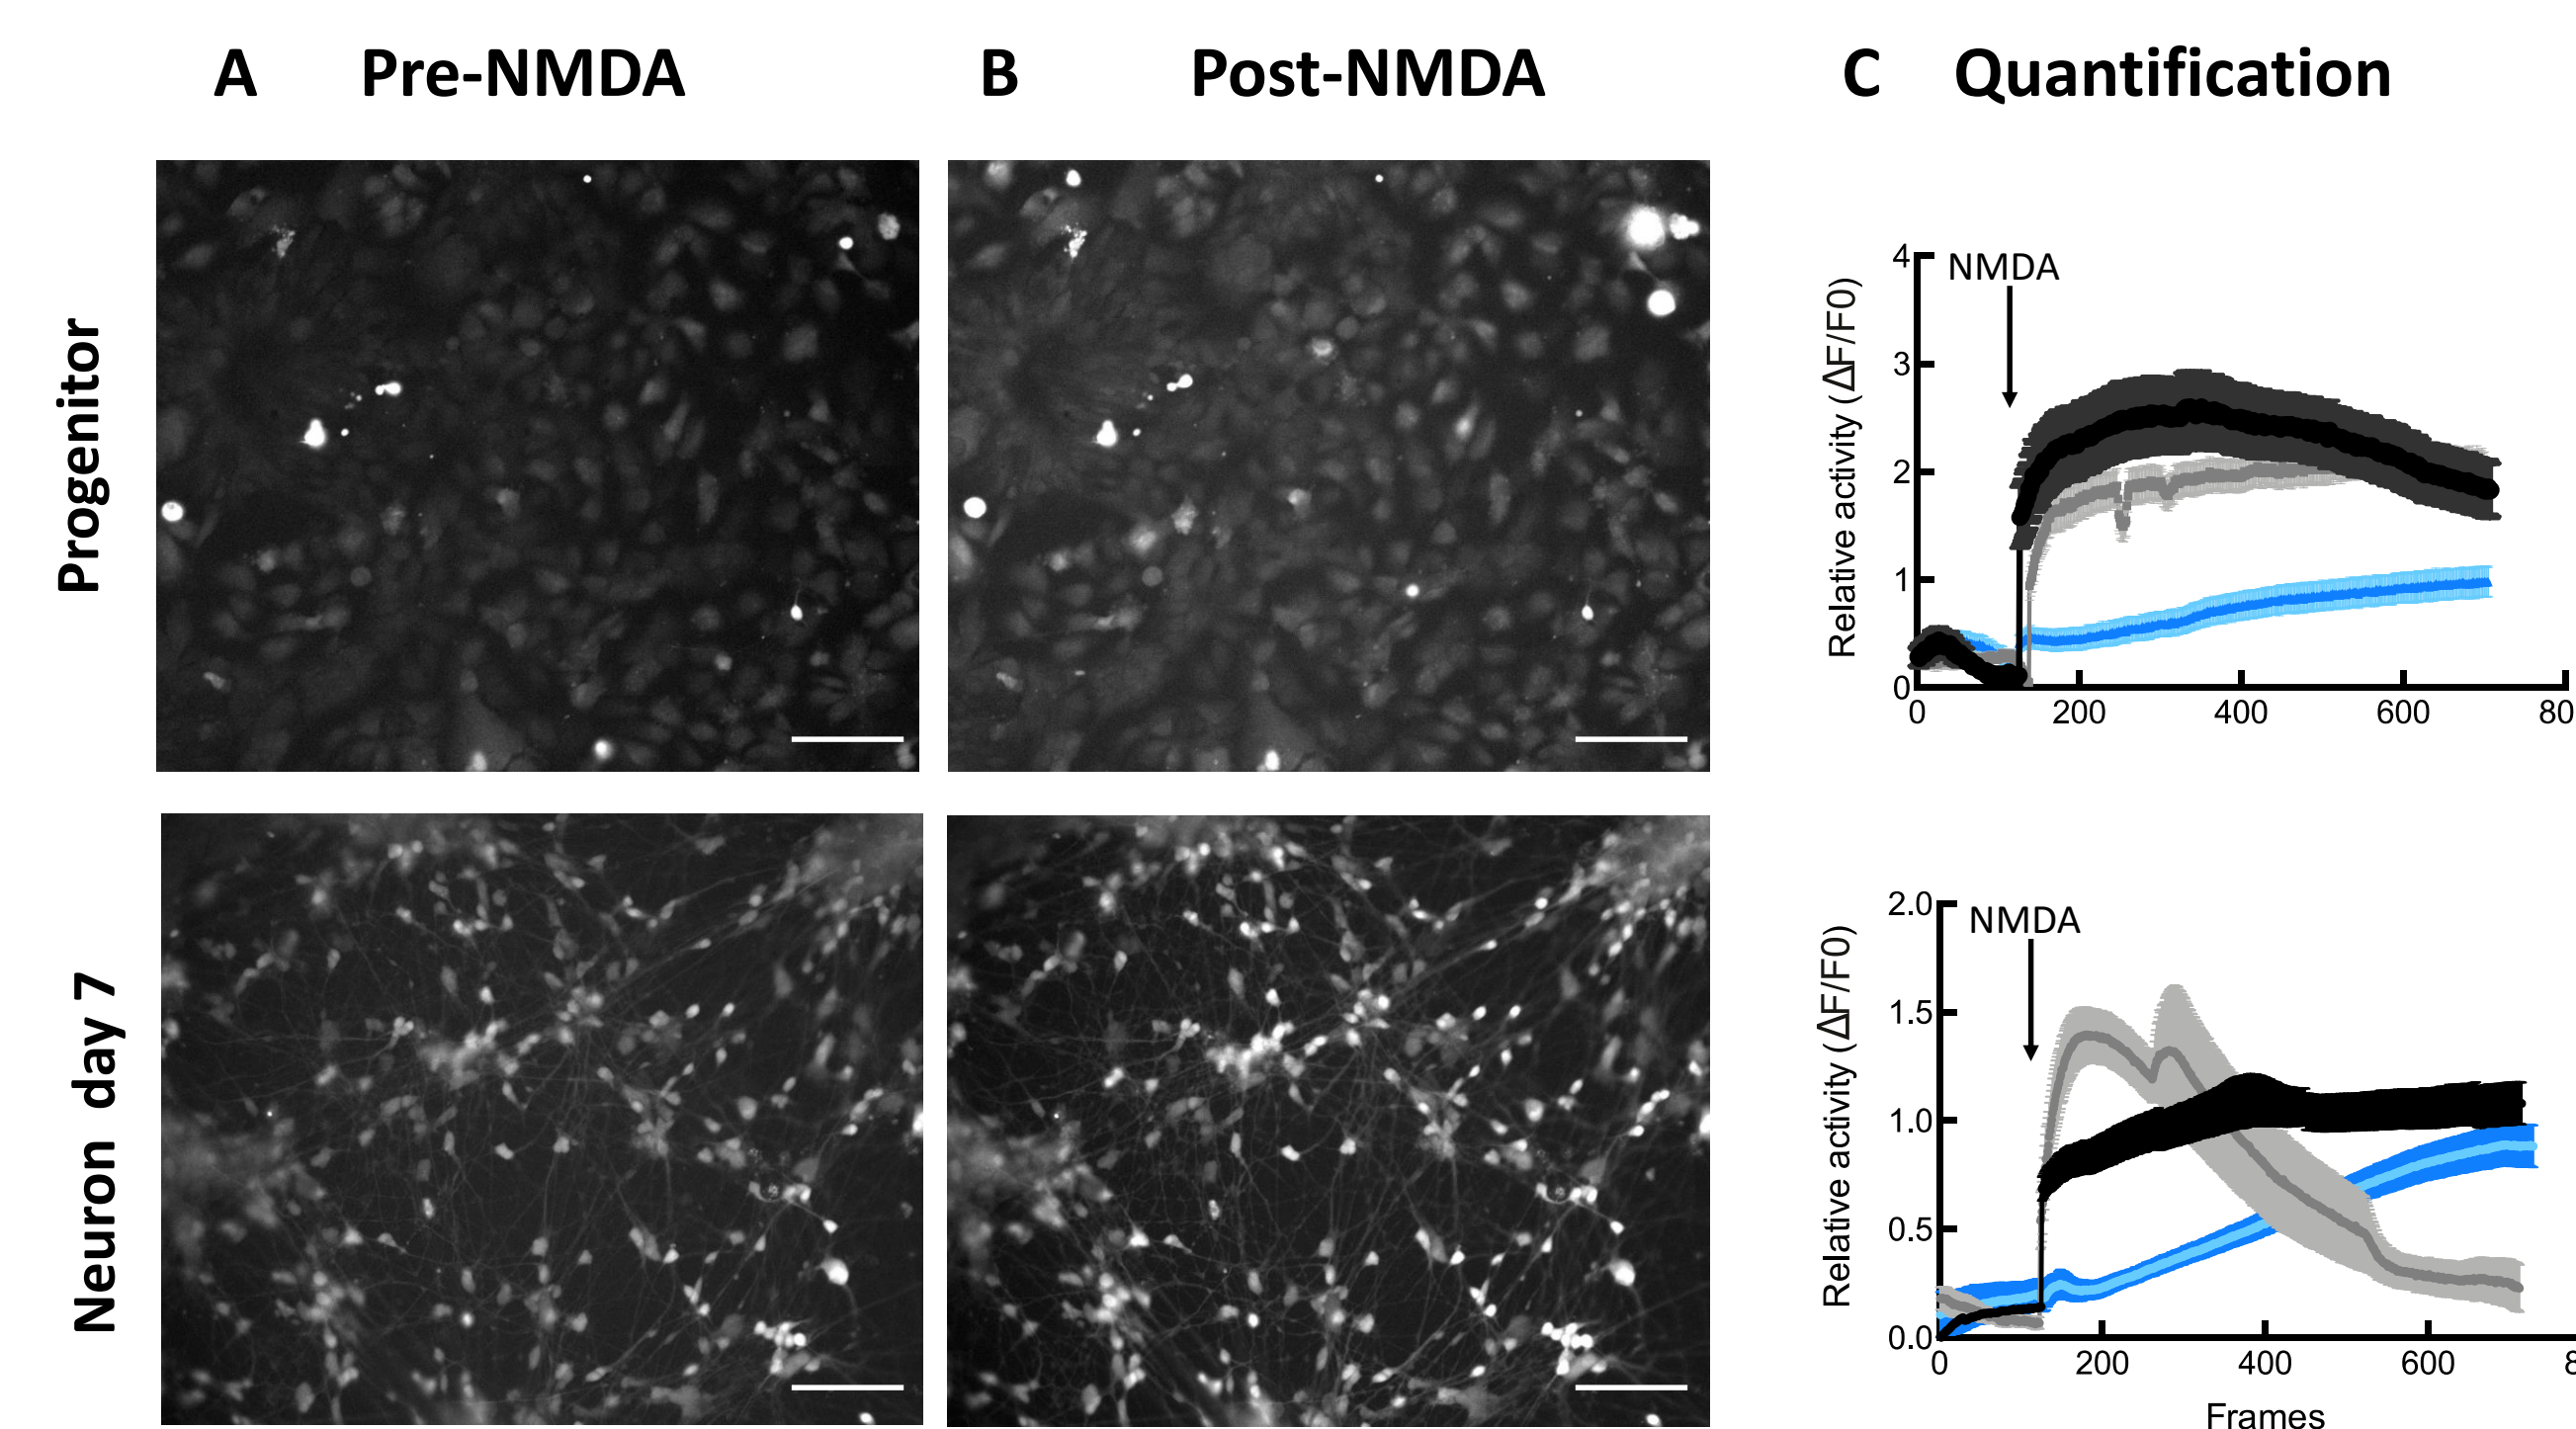 A Pre-NMDA
B Post-NMDA
C Quantification
Progenitor
Relative activity (ΔF/F0)
NMDA
4
3
2
1
0
0 200 400 600 80
Neuron day 7
Relative activity (ΔF/F0)
NMDA
2.0
1.5
1.0
0.5
0.0
0 200 400 600 8
Frames